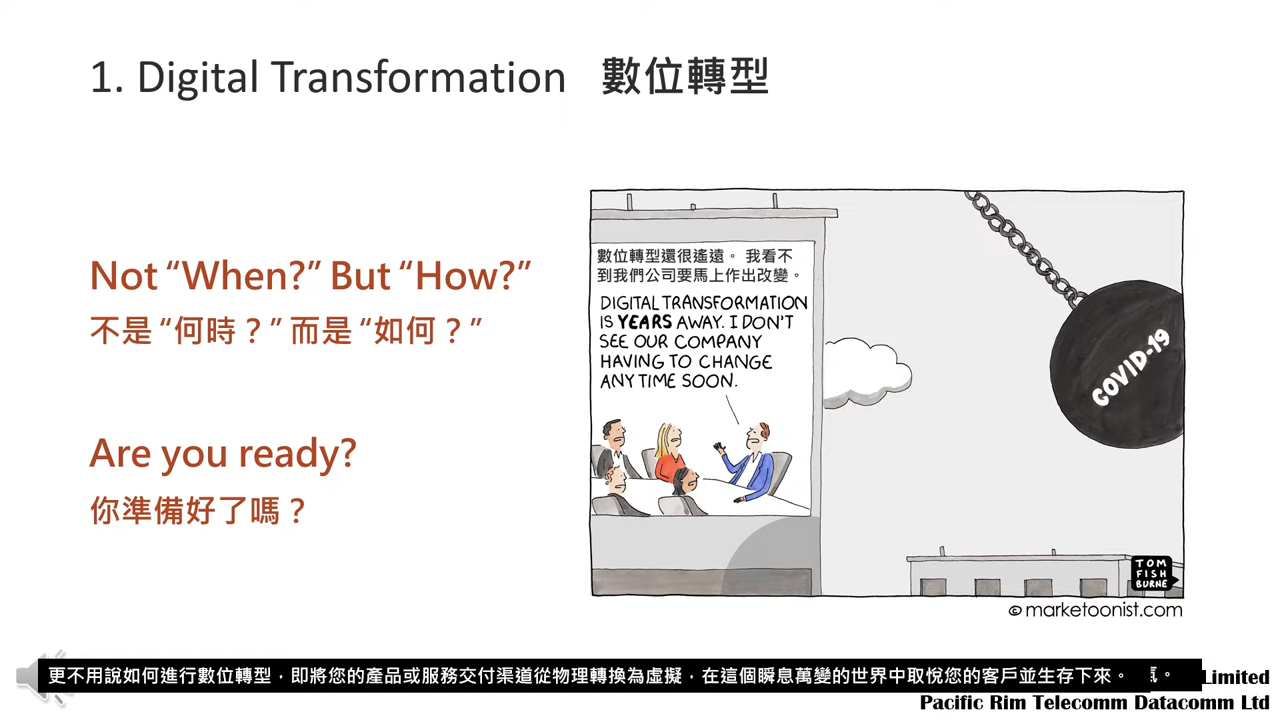 1. Digital Transformation 數位轉型
Not “When?” But “How?”
不是 “何時？” 而是 “如何？”
Are you ready?
你準備好了嗎？
數位轉型還很遙遠。 我看不
到我們公司要馬上作出改變。
DIGITAL TRANSFORMATION
IS YEARS AWAY. I DON'T
SEE OUR COMPANY
HAVING TO CHANGE
ANY TIME SOON.
COVID-19
TOM
FISH
BURNE
© marketoonist.com
更不用說如何進行數位轉型，即將您的產品或服務交付渠道從物理轉換為虛擬，在這個瞬息萬變的世界中取悅您的客戶並生存下來。
Limited
Pacific Rim Telecomm Datacomm Ltd